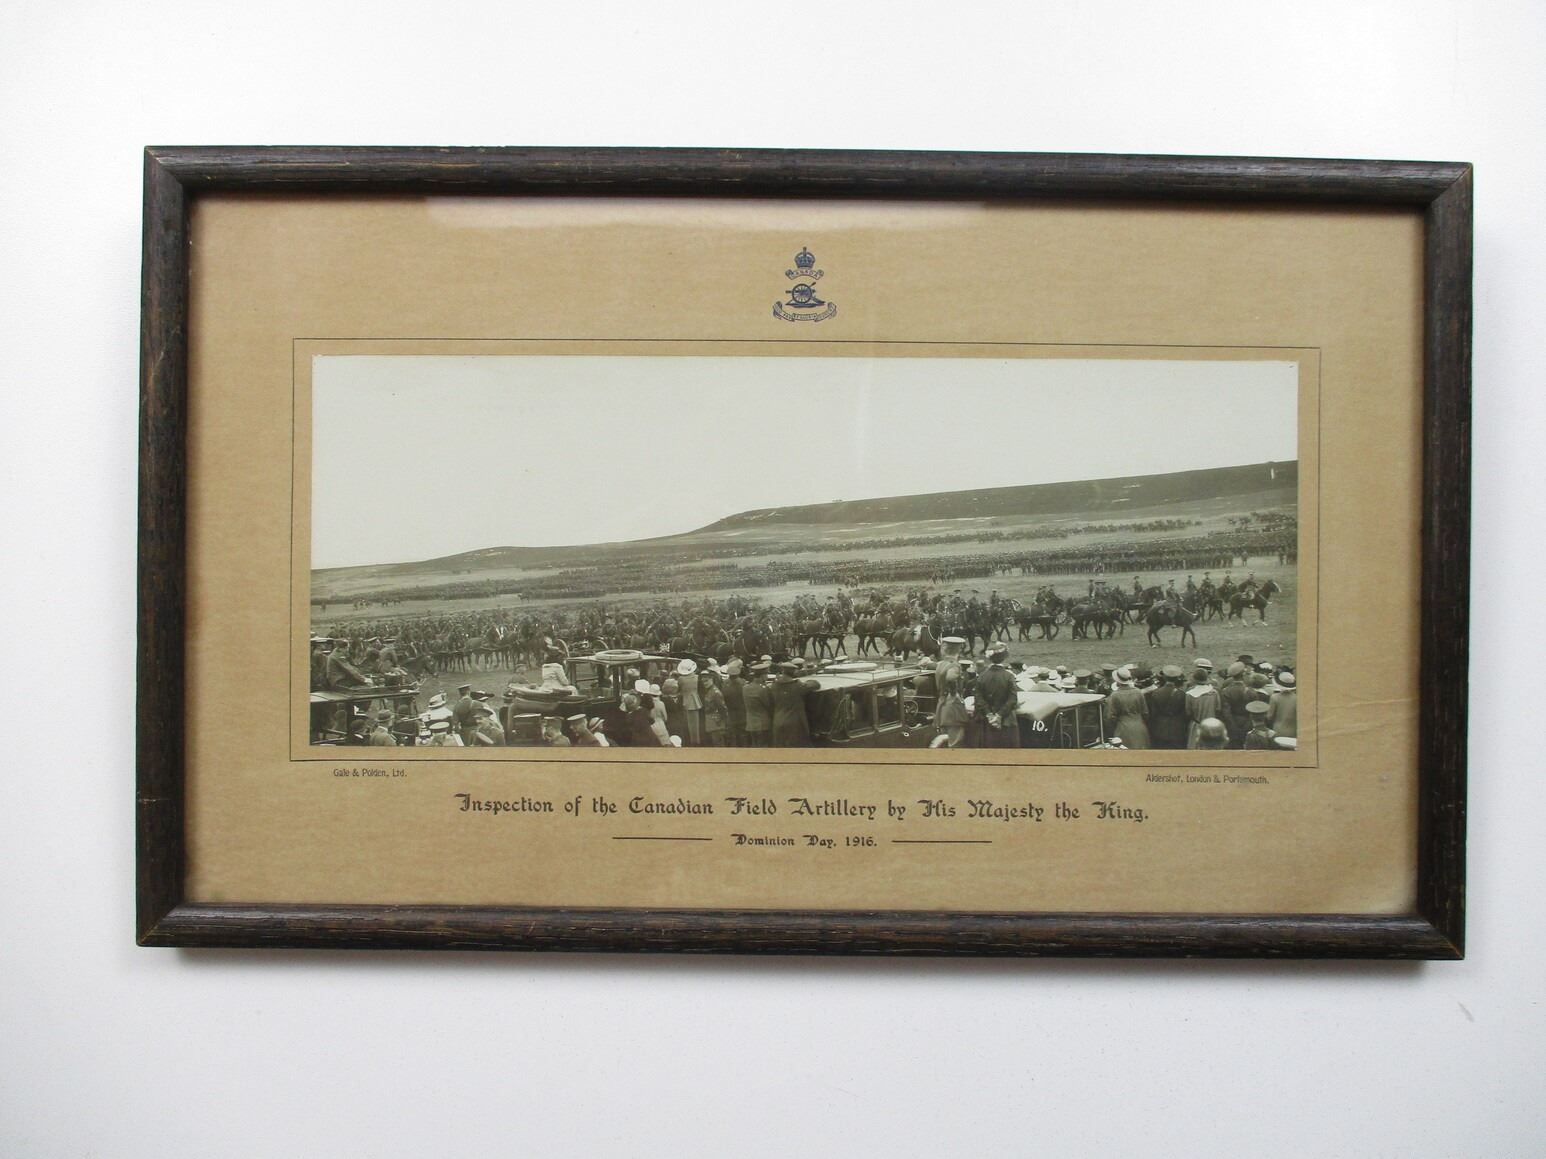 CANADA
10.
Gale & Polden, Ltd.
Aldershot, London & Portsmouth.
Inspection of the Canadian Field Artillery by His Majesty the King.
Dominion Day, 1916.